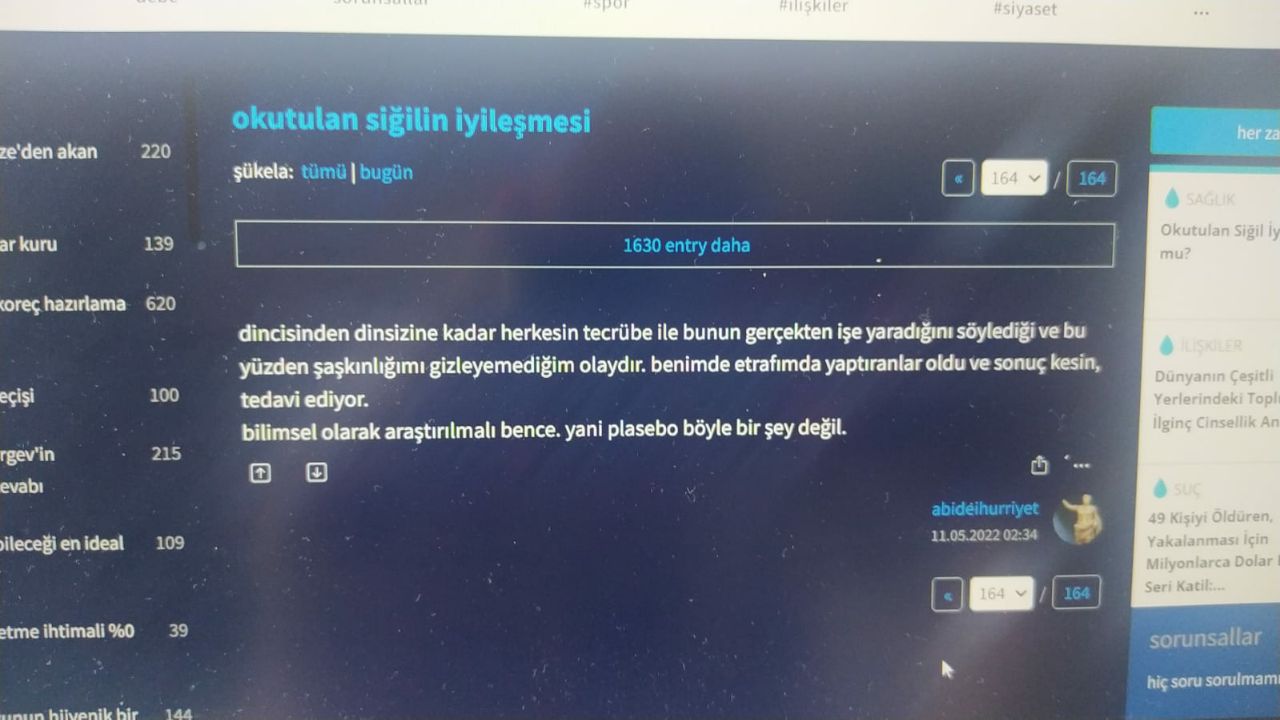 debe
sorunsallar
#spor
#ilişkiler
#siyaset
...
ze'den akan 220
ar kuru 139
koreç hazırlama 620
eçişi 100
rgev'in 215
evabı
bileceği en ideal 109
etme ihtimali %0 39
144
okutulan siğilin iyileşmesi
şükela: tümü | bugün
« 164 / 164
1630 entry daha
dincisinden dinsizine kadar herkesin tecrübe ile bunun gerçekten işe yaradığını söylediği ve bu
yüzden şaşkınlığımı gizleyemediğim olaydır. benimde etrafımda yaptıranlar oldu ve sonuç kesin,
tedavi ediyor.
bilimsel olarak araştırılmalı bence. yani plasebo böyle bir şey değil.
...
abideihurriyet
11.05.2022 02:34
« 164 / 164
her za
SAĞLIK
Okutulan Siğil İy
mu?
İLİŞKİLER
Dünyanın Çeşitli
Yerlerindeki Topl
İlginç Cinsellik An
SUÇ
49 Kişiyi Öldüren,
Yakalanması İçin
Milyonlarca Dolar
Seri Katil:...
sorunsallar
hiç soru sorulmam